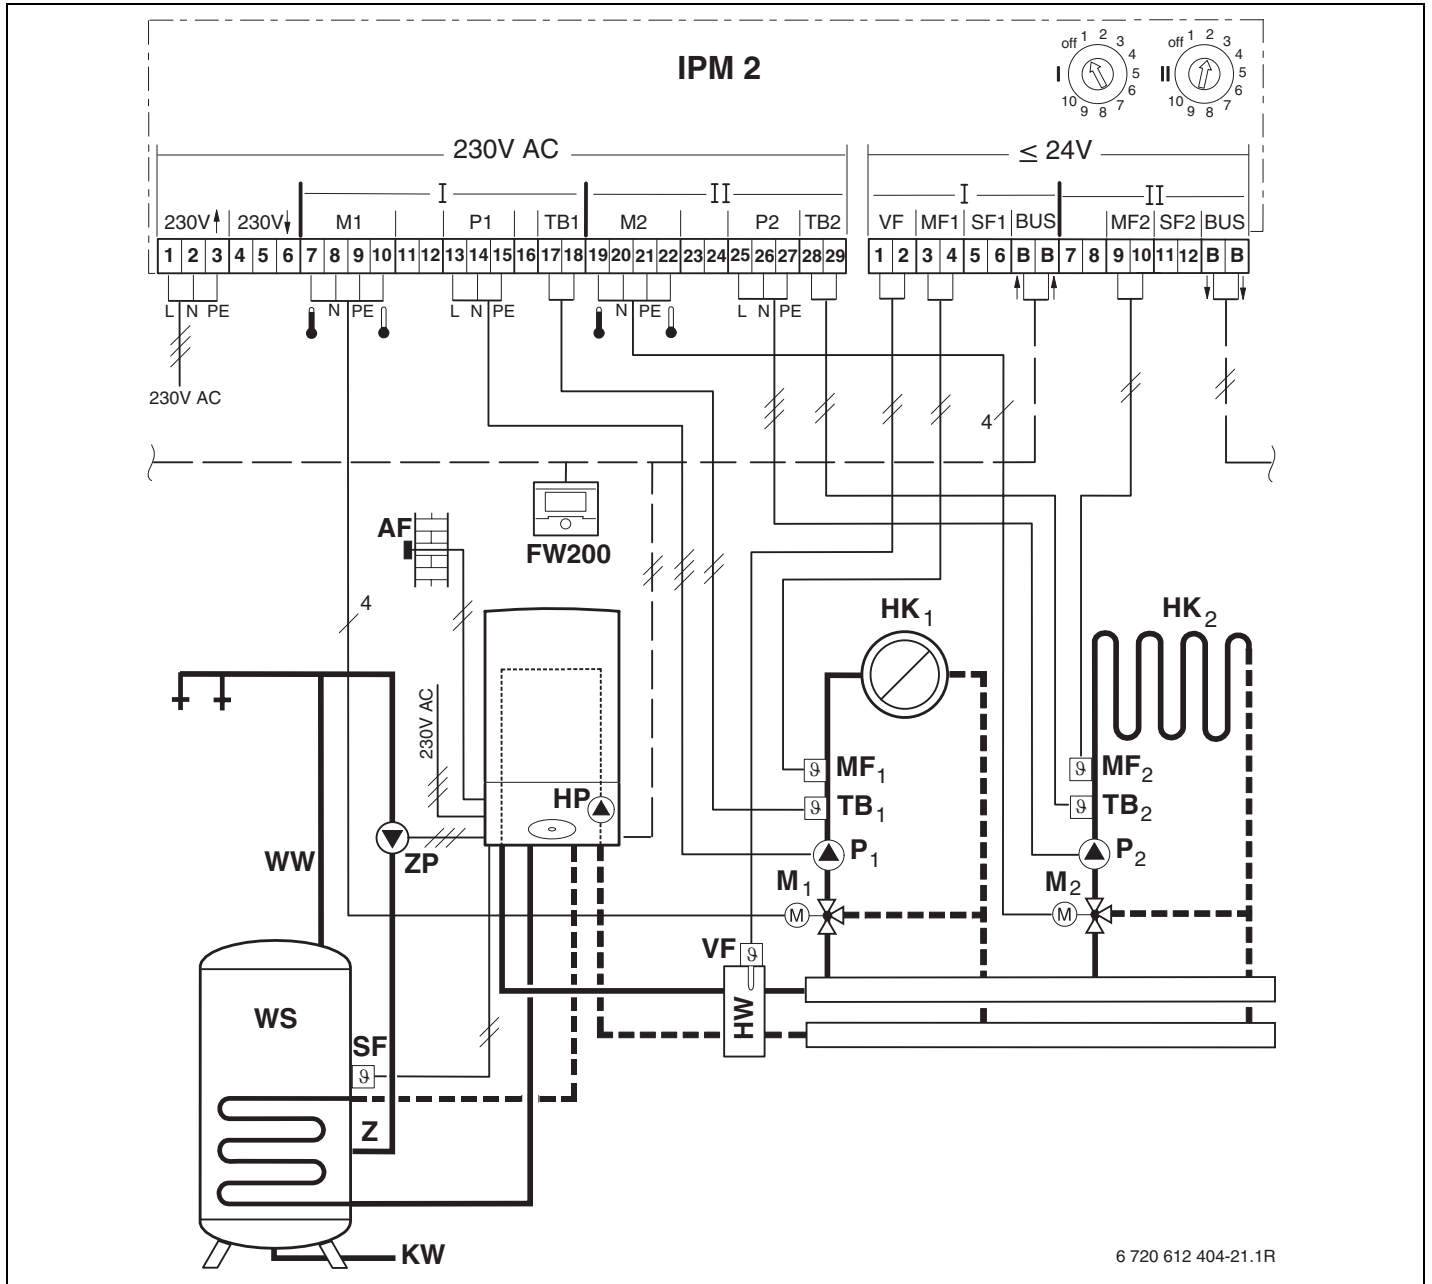 IPM 2
I
off 1 2 3 4 5 6 7 8 9 10
II
off 1 2 3 4 5 6 7 8 9 10
230V AC
≤ 24V
I
II
I
II
230V
230V
M1
P1
TB1
M2
P2
TB2
VF
MF1
SF1
BUS
MF2
SF2
BUS
1 2 3 4 5 6 7 8 9 10 11 12 13 14 15 16 17 18 19 20 21 22 23 24 25 26 27 28 29
1 2 3 4 5 6 B B 7 8 9 10 11 12 B B
L N PE
N PE
L N PE
N PE
L N PE
230V AC
4
AF
FW200
4
HK1
HK2
230V AC
MF1
MF2
HP
TB1
TB2
WW
ZP
P1
P2
M1
M
M2
M
VF
WS
HW
SF
Z
KW
6 720 612 404-21.1R